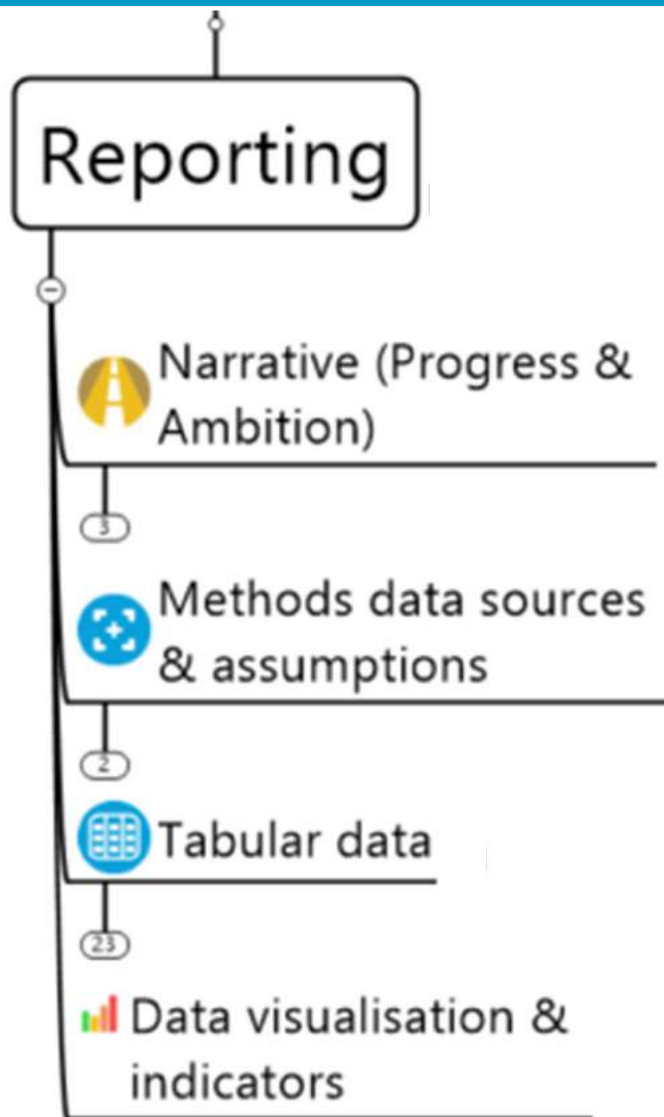 Reporting
Narrative (Progress &
Ambition)
3
Methods data sources
& assumptions
2
Tabular data
23
Data visualisation &
indicators